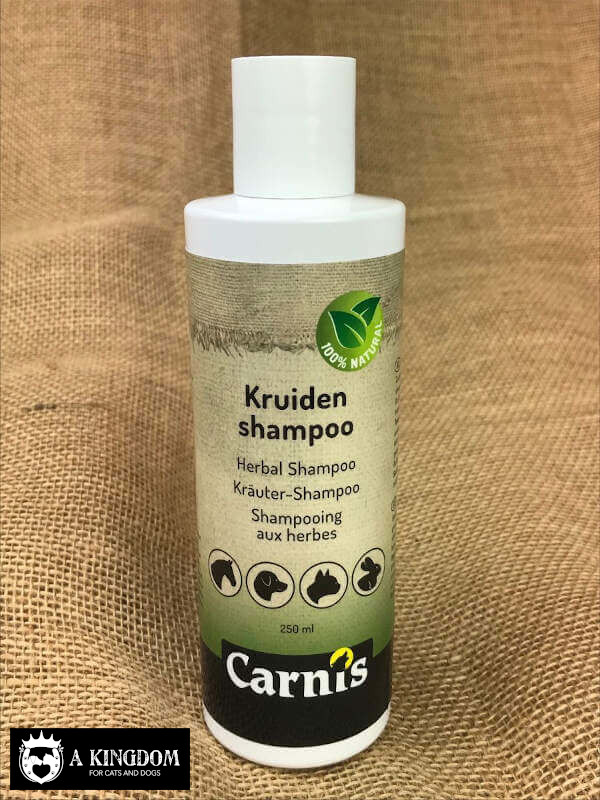 100% NATURAL
Kruiden
shampoo
Herbal Shampoo
Kräuter-Shampoo
Shampooing
aux herbes
250 ml
Carnis
A KINGDOM
FOR CATS AND DOGS